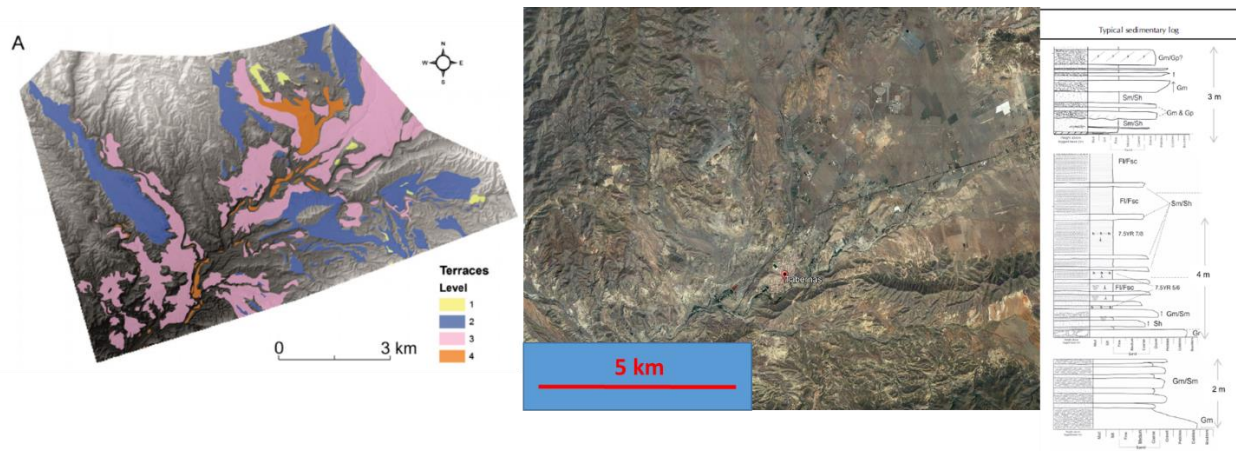 A
N
W E
S
Terraces
Level
1
2
3
4
0 3 km
Tabernas
5 km
Typical sedimentary log
Gm/Gp?
Gm
Sm/Sh
Gm & Gp
Sm/Sh
3 m
Fl/Fsc
Fl/Fsc
Sm/Sh
7.5YR 7/6
4 m
Fl/Fsc
7.5YR 5/6
Gm/Sm
Sh
Gm/Sm
2 m
Gm